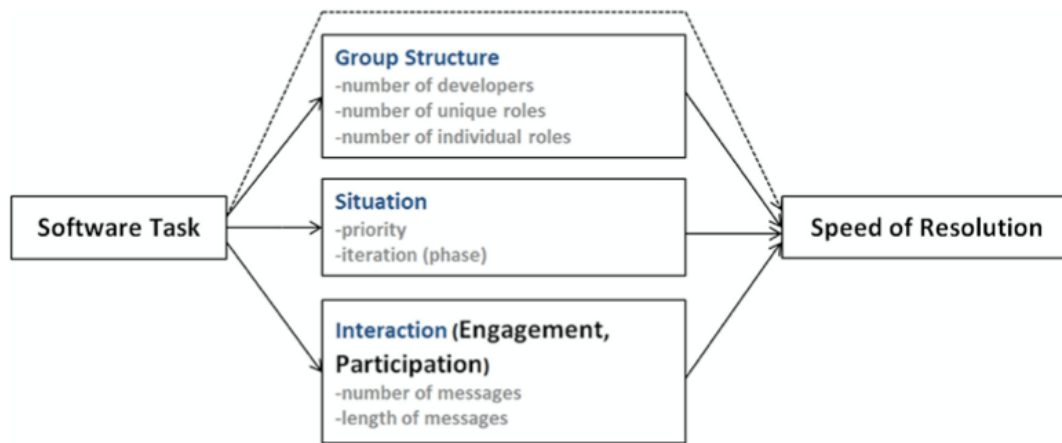 Group Structure
-number of developers
-number of unique roles
-number of individual roles
Software Task
Situation
-priority
-iteration (phase)
Speed of Resolution
Interaction (Engagement,
Participation)
-number of messages
-length of messages